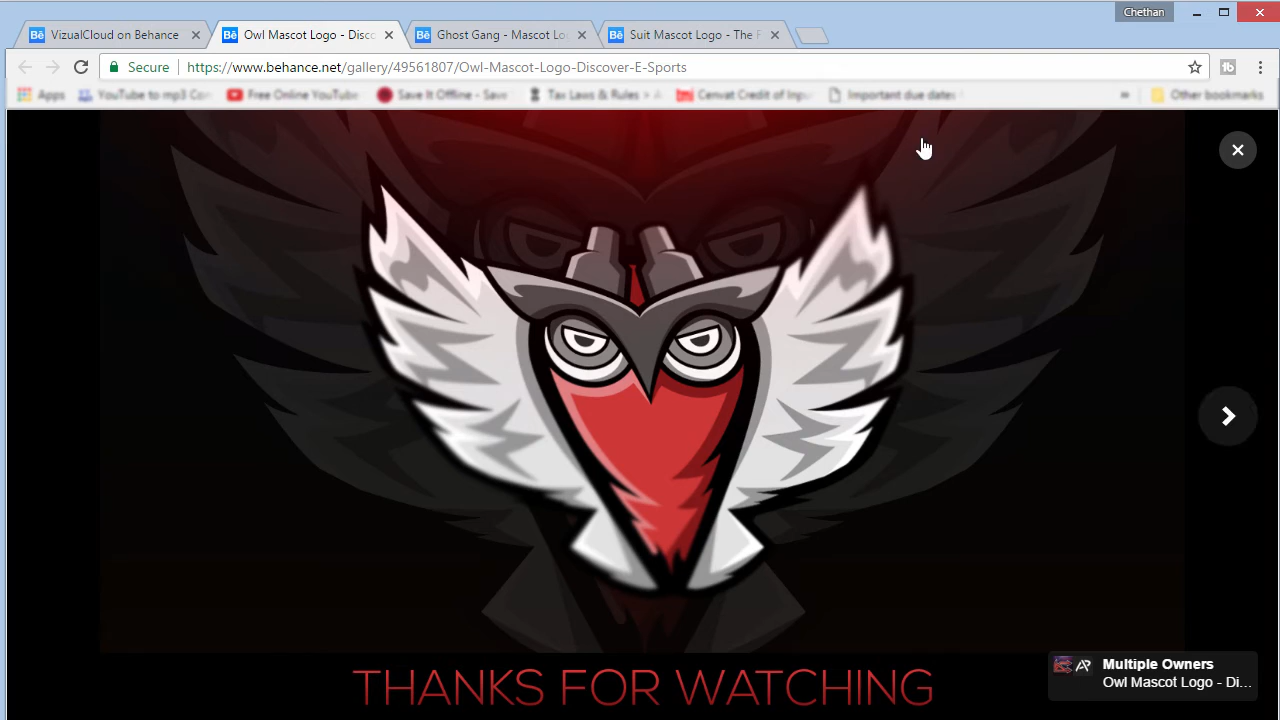 Chethan
VizualCloud on Behance
Owl Mascot Logo - Disco
Ghost Gang - Mascot Lo
Suit Mascot Logo - The F
Secure
https://www.behance.net/gallery/49561807/Owl-Mascot-Logo-Discover-E-Sports
Apps
YouTube to mp3 Con
Free Online YouTube
Save It Offline - Save
Tax Laws & Rules > A
Cenvat Credit of Inpu
Important due dates
Other bookmarks
Multiple Owners
Owl Mascot Logo - Di...
THANKS FOR WATCHING